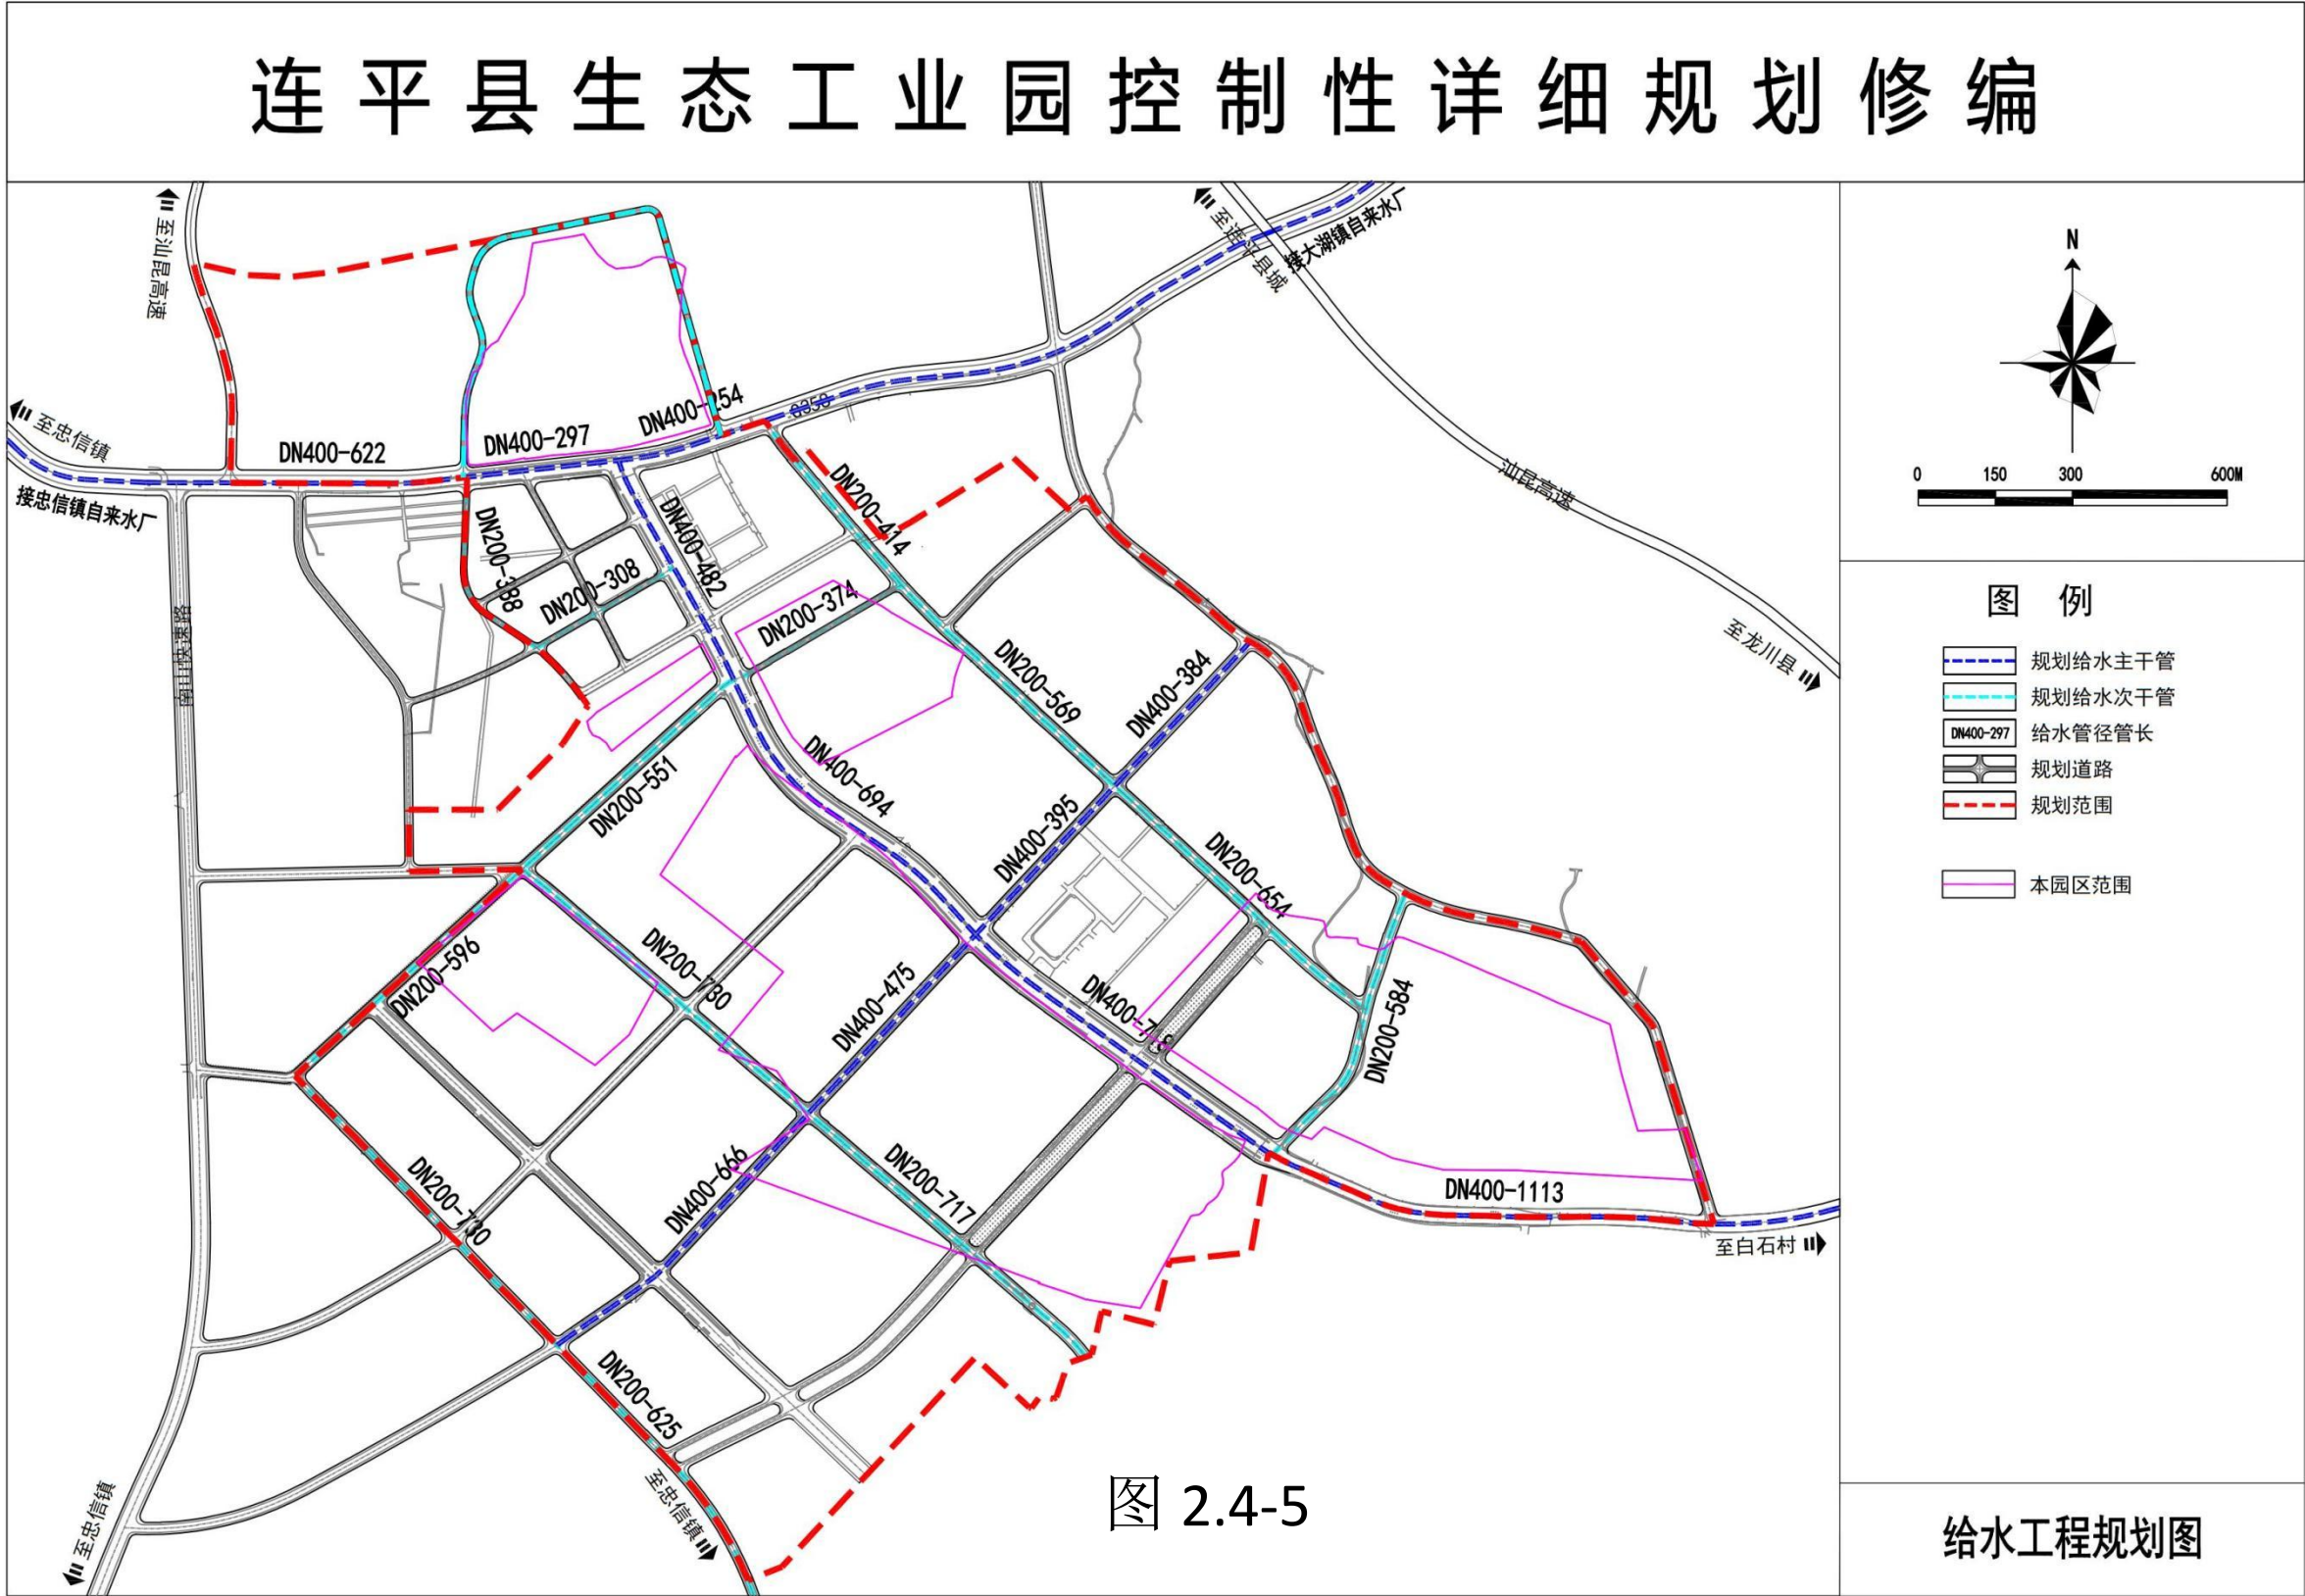 连平县生态工业园控制性详细规划修编
至汕昆高速
至连平县城
接大湖镇自来水厂
N
0 150 300 600M
至忠信镇
接忠信镇自来水厂
DN400-622
DN400-297
DN400-254
G358
DN200-414
汕昆高速
至龙川县
DN200-388
DN200-308
DN400-482
DN200-374
DN200-569
DN400-384
DN200-551
DN400-694
DN400-395
DN200-654
DN200-596
DN200-730
DN400-475
DN400-718
DN200-584
DN200-730
DN400-666
DN200-717
DN400-1113
至白石村
DN200-625
至忠信镇
至忠信镇
图 例
规划给水主干管
规划给水次干管
DN400-297 给水管径管长
规划道路
规划范围
本园区范围
图 2.4-5
给水工程规划图